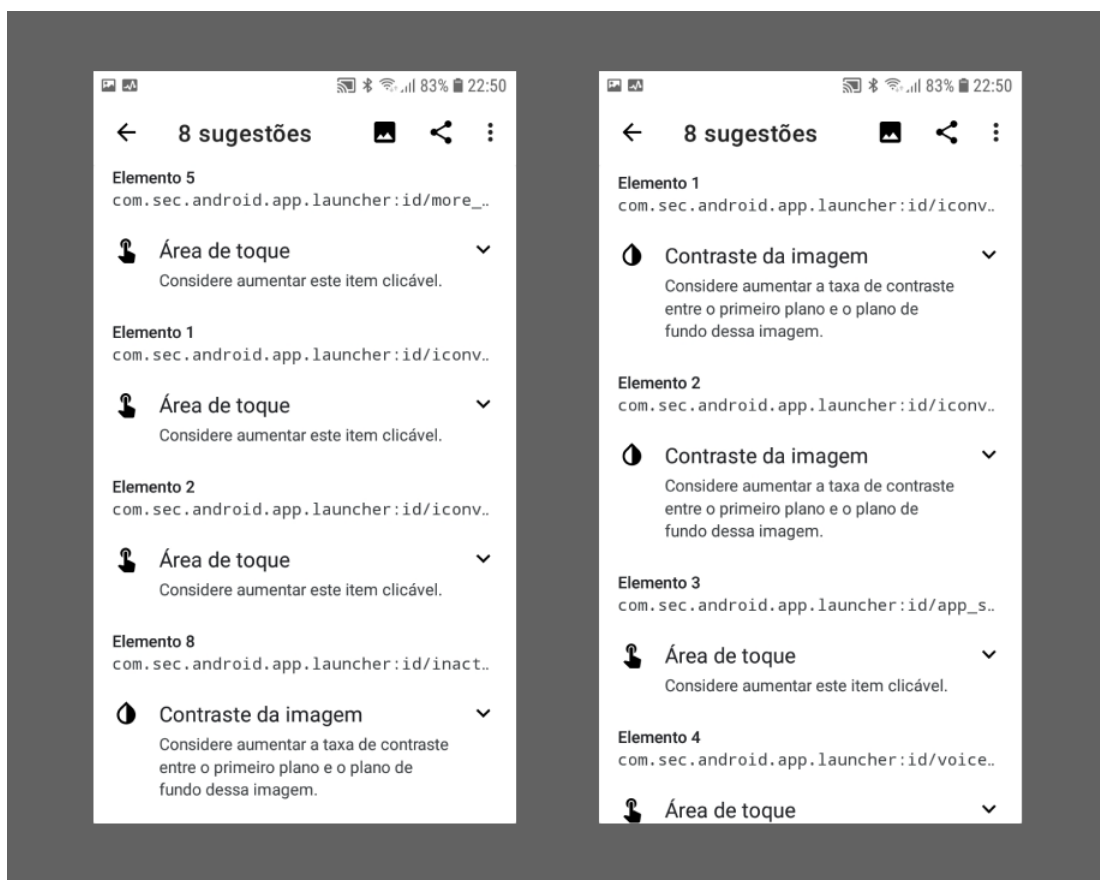 83% 22:50
8 sugestões
Elemento 5
com.sec.android.app.launcher:id/more_..
Área de toque
Considere aumentar este item clicável.
Elemento 1
com.sec.android.app.launcher:id/iconv..
Área de toque
Considere aumentar este item clicável.
Elemento 2
com.sec.android.app.launcher:id/iconv..
Área de toque
Considere aumentar este item clicável.
Elemento 8
com.sec.android.app.launcher:id/inact..
Contraste da imagem
Considere aumentar a taxa de contraste
entre o primeiro plano e o plano de
fundo dessa imagem.
83% 22:50
8 sugestões
Elemento 1
com.sec.android.app.launcher:id/iconv..
Contraste da imagem
Considere aumentar a taxa de contraste
entre o primeiro plano e o plano de
fundo dessa imagem.
Elemento 2
com.sec.android.app.launcher:id/iconv..
Contraste da imagem
Considere aumentar a taxa de contraste
entre o primeiro plano e o plano de
fundo dessa imagem.
Elemento 3
com.sec.android.app.launcher:id/app_s..
Área de toque
Considere aumentar este item clicável.
Elemento 4
com.sec.android.app.launcher:id/voice..
Área de toque